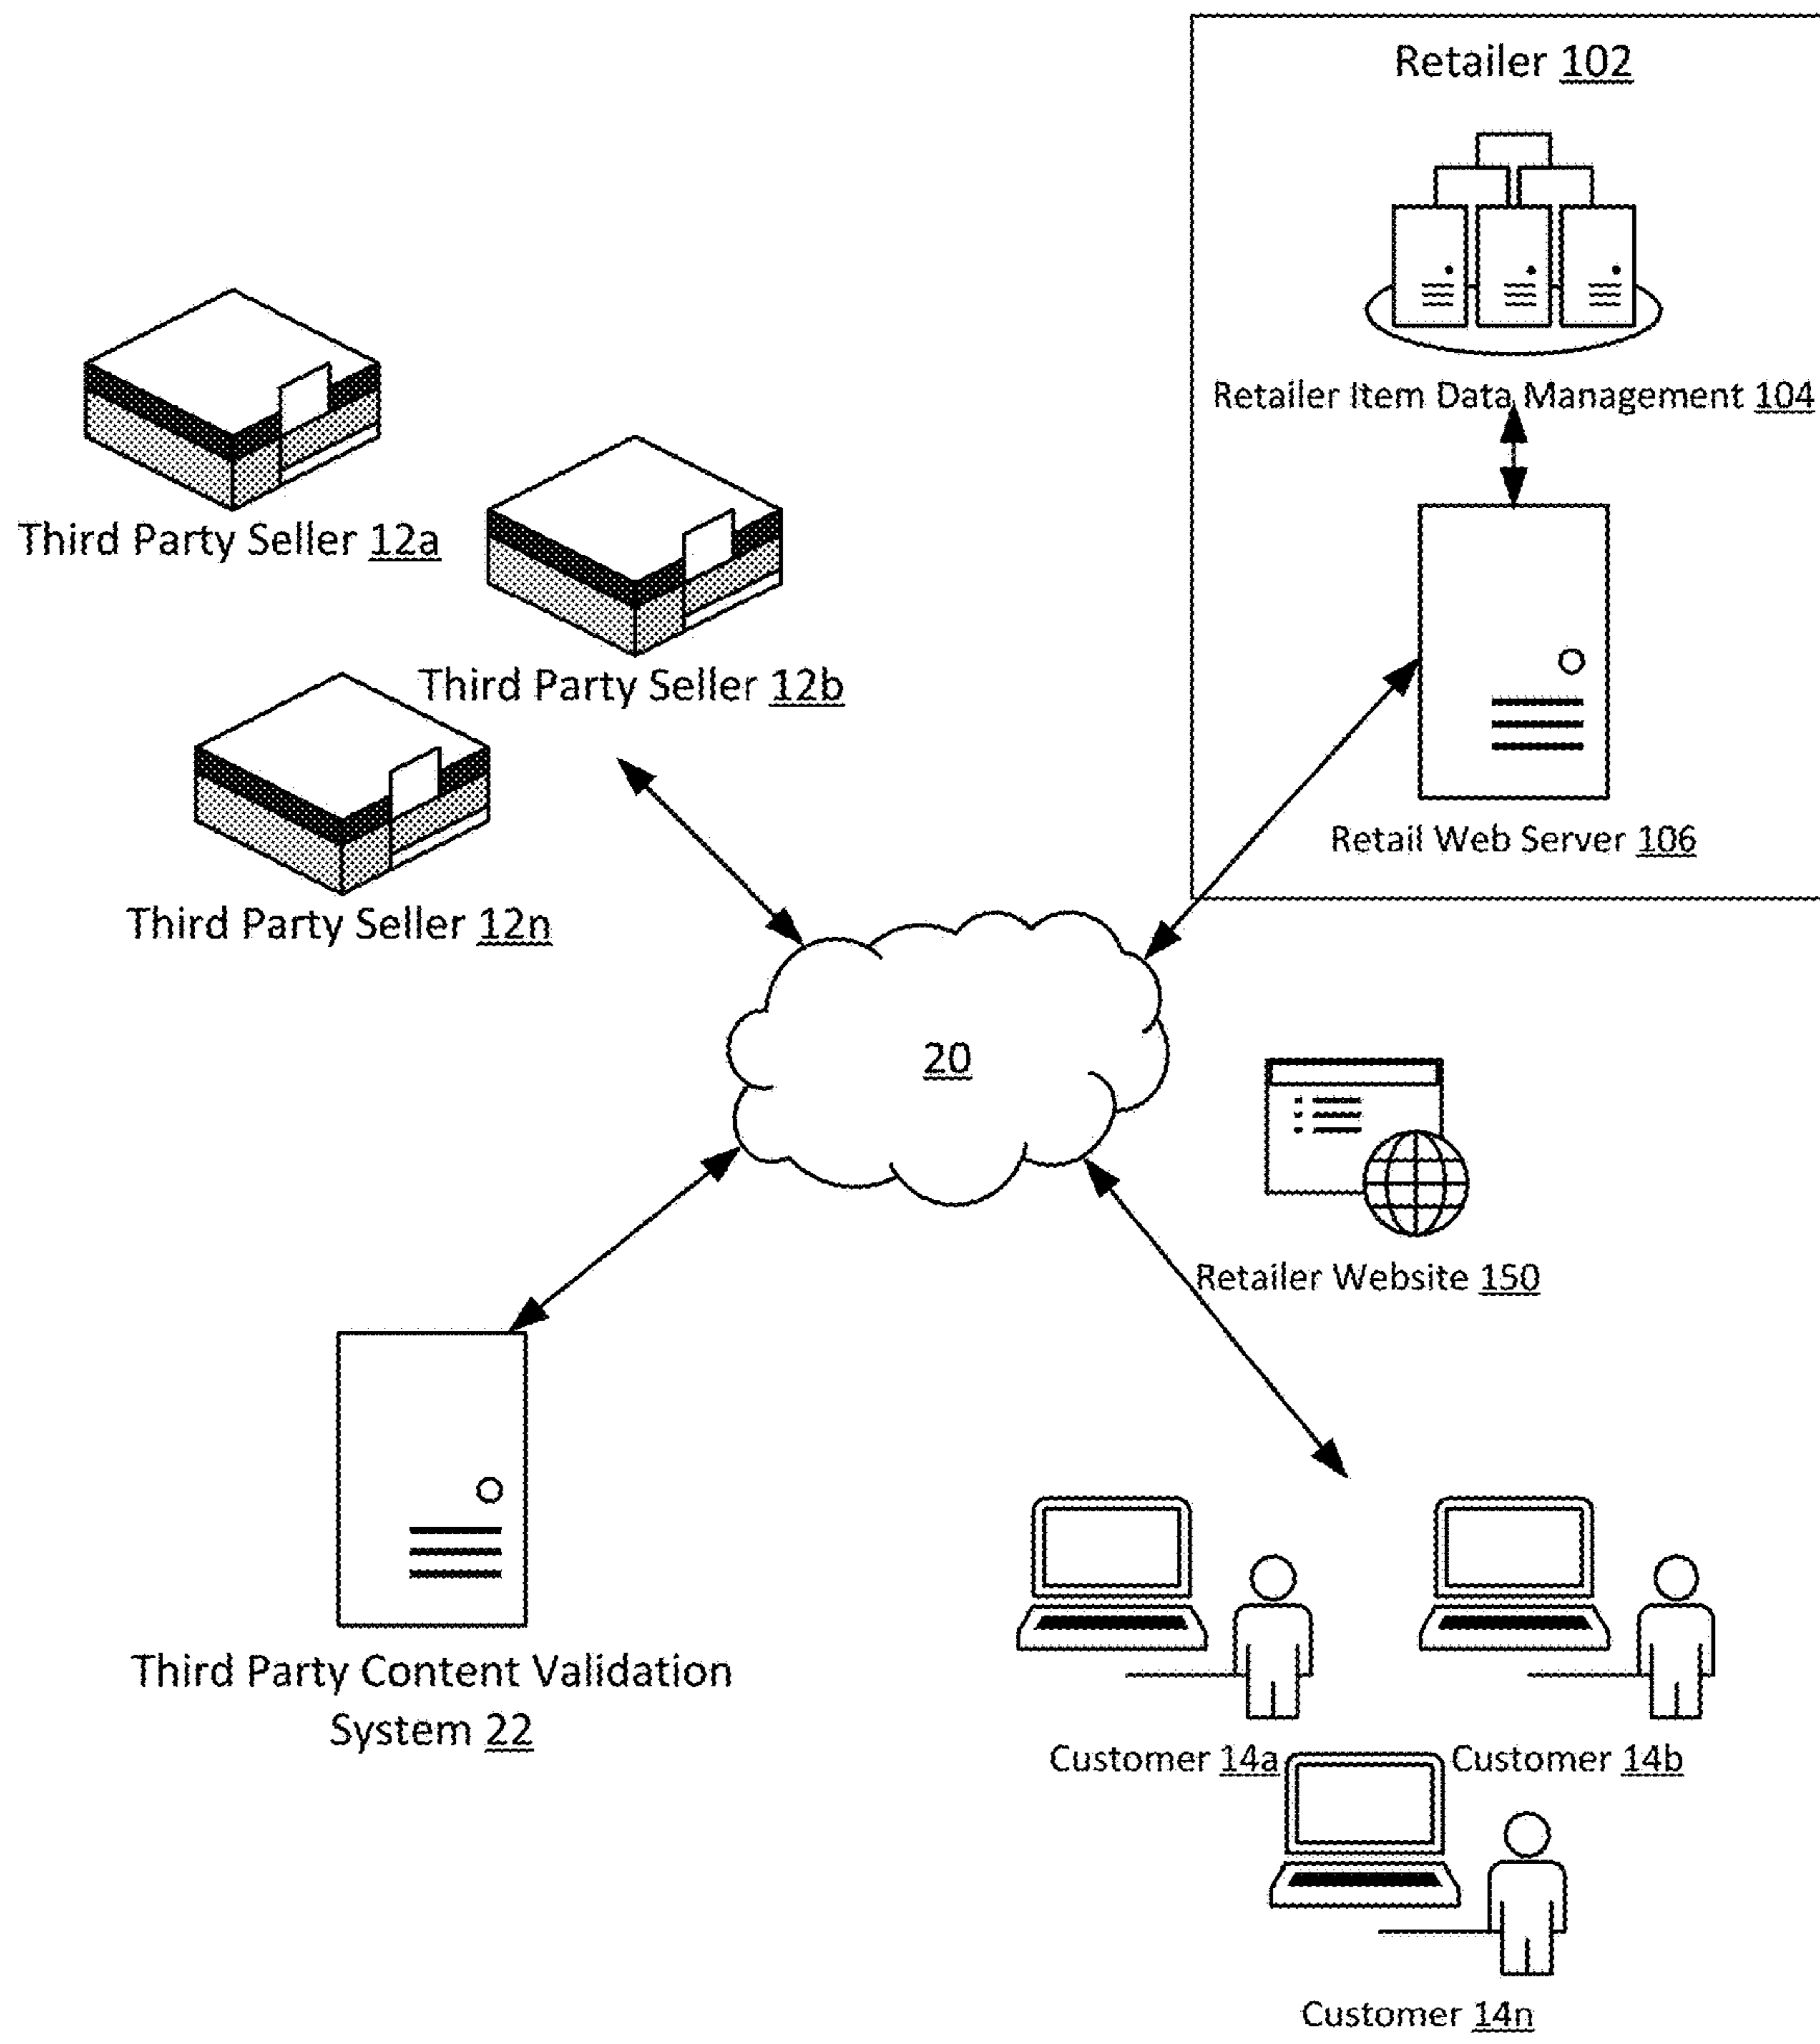 Retailer 102
Retailer Item Data Management 104
Third Party Seller 12a
Third Party Seller 12b
Retail Web Server 106
Third Party Seller 12n
20
Retailer Website 150
Third Party Content Validation
System 22
Customer 14a
Customer 14b
Customer 14n